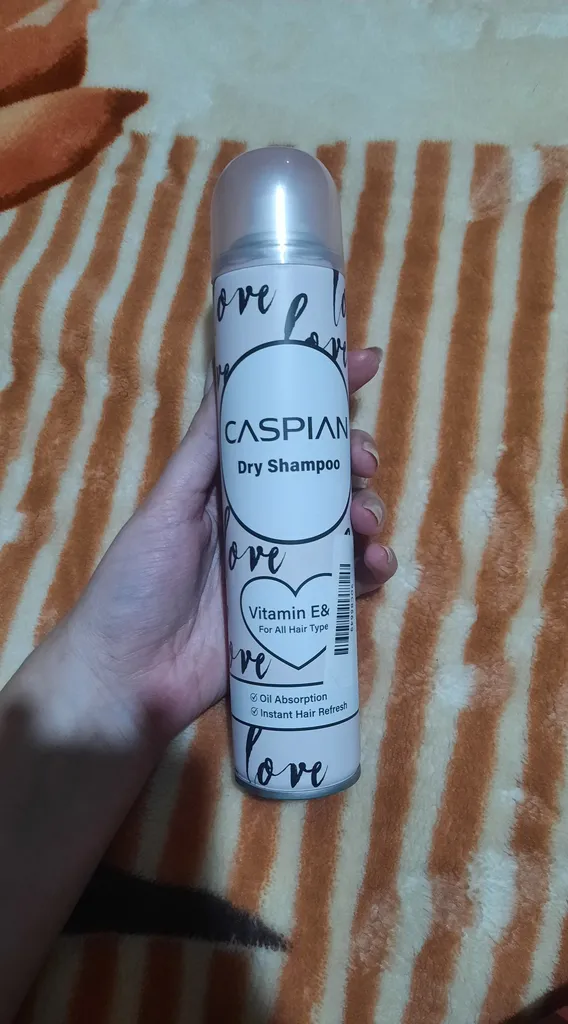 love
love
CASPIAN
Dry Shampoo
love
Vitamin E&
For All Hair Type
love
Oil Absorption
Instant Hair Refresh
love